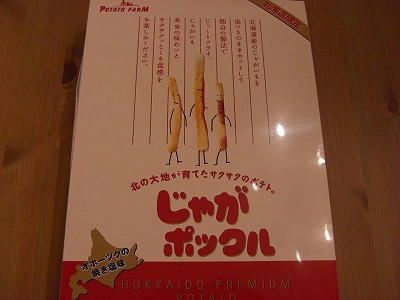 POTATO FARM
北海道限定
北海道産のじゃがいもを
皮つきのままカットして
独自の製法で
じっくりフライ。
じゃがいも
本来の味わいと
サクサクッとくる食感を
お楽しみください。
北の大地が育てたサクサクのポテト。
じゃが
ポックル
オホーツクの
焼き塩味
HOKKAIDO PREMIUM
POTATO